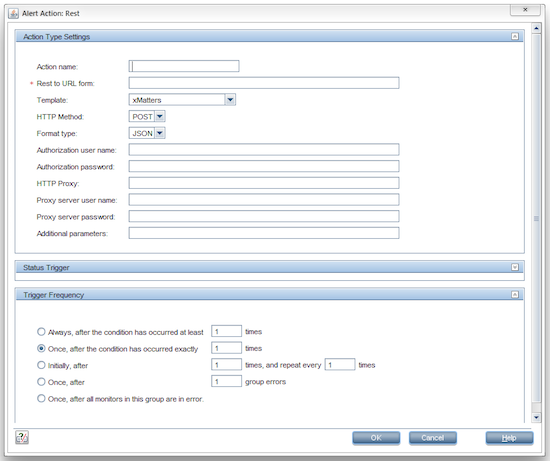 Alert Action: Rest
Action Type Settings
Action name:
* Rest to URL form:
Template: xMatters
HTTP Method: POST
Format type: JSON
Authorization user name:
Authorization password:
HTTP Proxy:
Proxy server user name:
Proxy server password:
Additional parameters:
Status Trigger
Trigger Frequency
Always, after the condition has occurred at least 1 times
Once, after the condition has occurred exactly 1 times
Initially, after 1 times, and repeat every 1 times
Once, after 1 group errors
Once, after all monitors in this group are in error.
OK Cancel Help